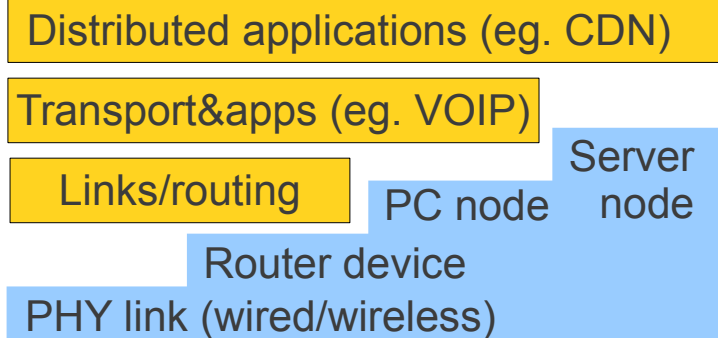 Distributed applications (eg. CDN)
Transport&apps (eg. VOIP)
Server
node
Links/routing
PC node
Router device
PHY link (wired/wireless)